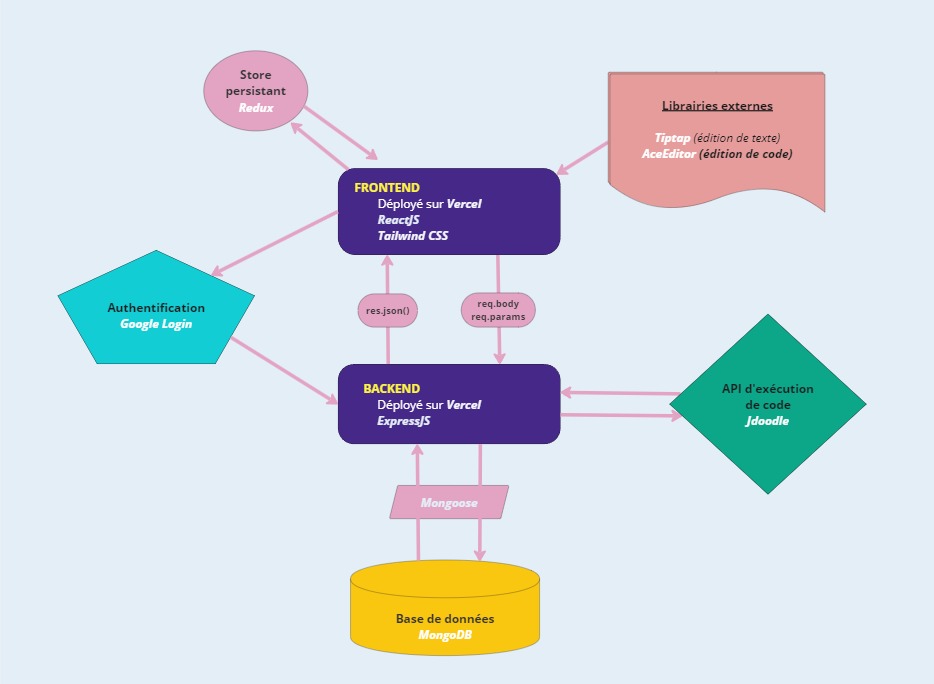 Store
persistant
Redux
Librairies externes
Tiptap (édition de texte)
AceEditor (édition de code)
FRONTEND
Déployé sur Vercel
ReactJS
Tailwind CSS
Authentification
Google Login
res.json()
req.body
req.params
BACKEND
Déployé sur Vercel
ExpressJS
API d'exécution
de code
Jdoodle
Mongoose
Base de données
MongoDB